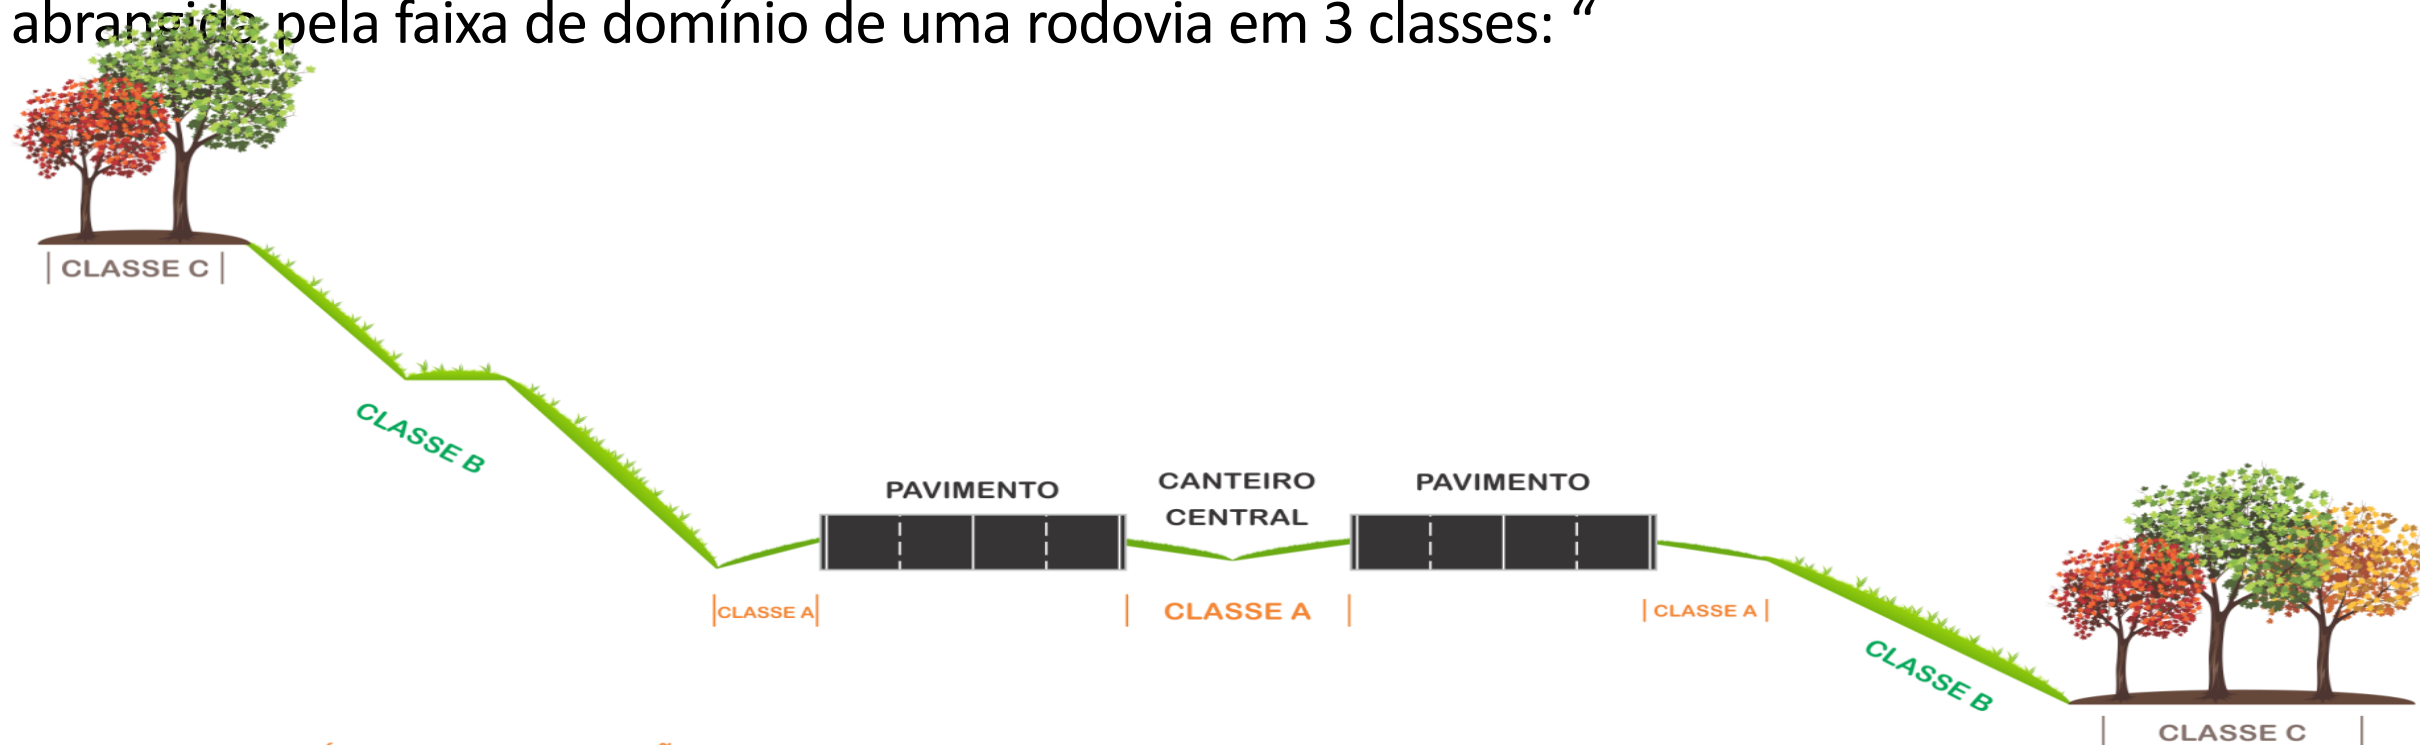 abrangida pela faixa de domínio de uma rodovia em 3 classes: “
CLASSE C
CLASSE B
PAVIMENTO
CANTEIRO
CENTRAL
PAVIMENTO
CLASSE A
CLASSE A
CLASSE A
CLASSE B
CLASSE C